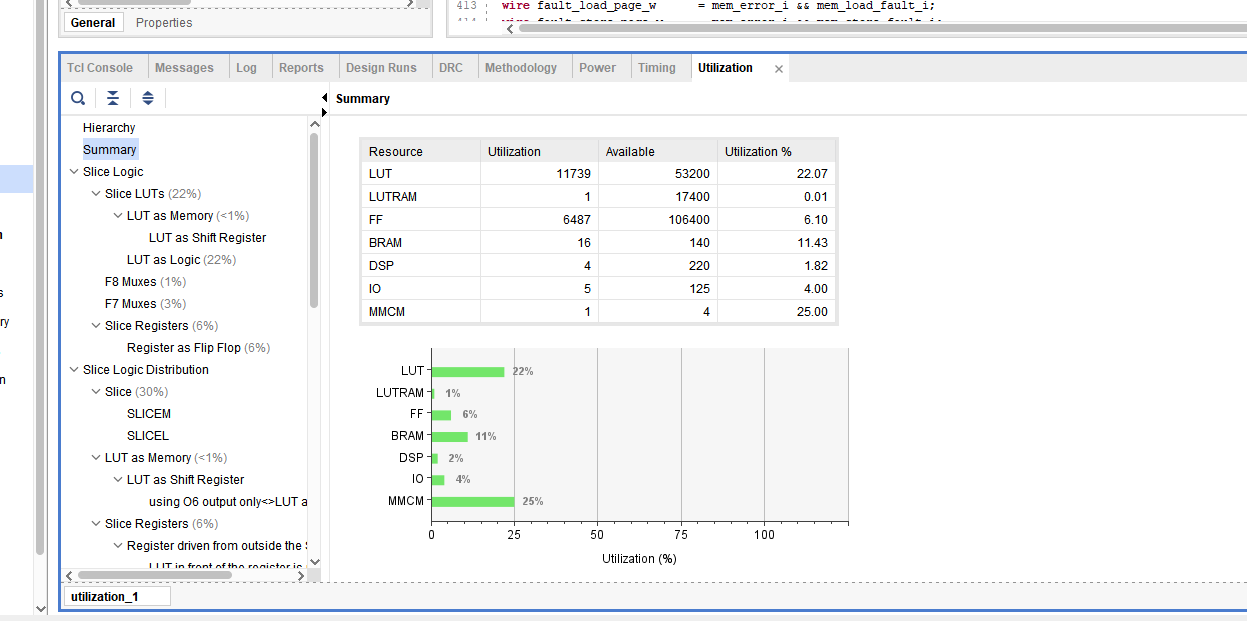 413 wire fault_load_page_w = mem_error_i && mem_load_fault_i;
General Properties
Tcl Console Messages Log Reports Design Runs DRC Methodology Power Timing Utilization
Summary
Hierarchy
Summary
Slice Logic
Slice LUTs (22%)
LUT as Memory (<1%)
LUT as Shift Register
LUT as Logic (22%)
F8 Muxes (1%)
F7 Muxes (3%)
Slice Registers (6%)
Register as Flip Flop (6%)
Slice Logic Distribution
Slice (30%)
SLICEM
SLICEL
LUT as Memory (<1%)
LUT as Shift Register
using O6 output only<>LUT a
Slice Registers (6%)
Register driven from outside the
LUT in front of the register is
utilization_1
Resource Utilization Available Utilization %
LUT 11739 53200 22.07
LUTRAM 1 17400 0.01
FF 6487 106400 6.10
BRAM 16 140 11.43
DSP 4 220 1.82
IO 5 125 4.00
MMCM 1 4 25.00
LUT 22%
LUTRAM 1%
FF 6%
BRAM 11%
DSP 2%
IO 4%
MMCM 25%
0 25 50 75 100
Utilization (%)